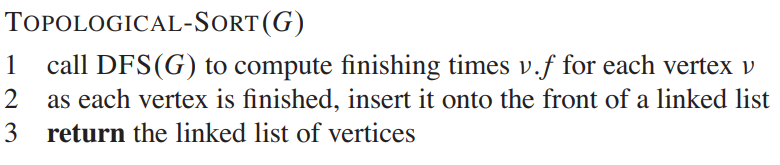 TOPOLOGICAL-SORT(G)
1 call DFS(G) to compute finishing times v.f for each vertex v
2 as each vertex is finished, insert it onto the front of a linked list
3 return the linked list of vertices